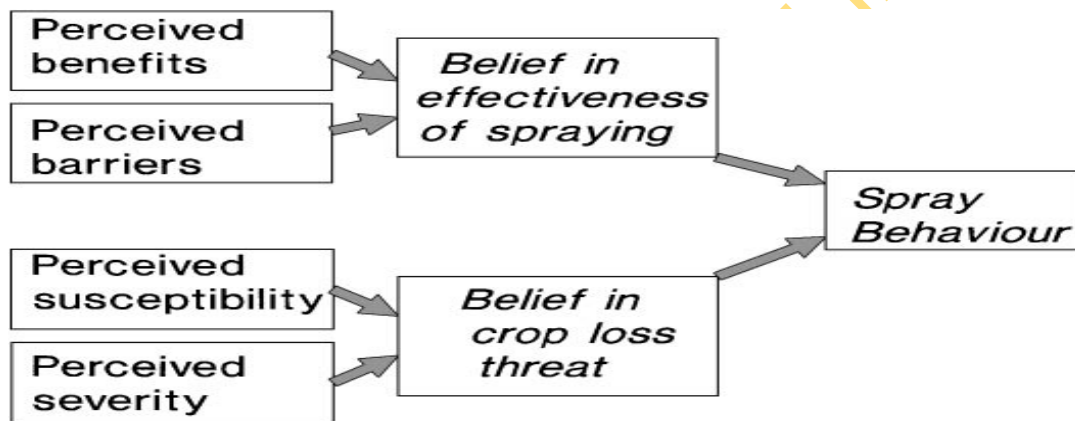 Perceived
benefits
Perceived
barriers
Belief in
effectiveness
of spraying
Perceived
susceptibility
Perceived
severity
Belief in
crop loss
threat
Spray
Behaviour